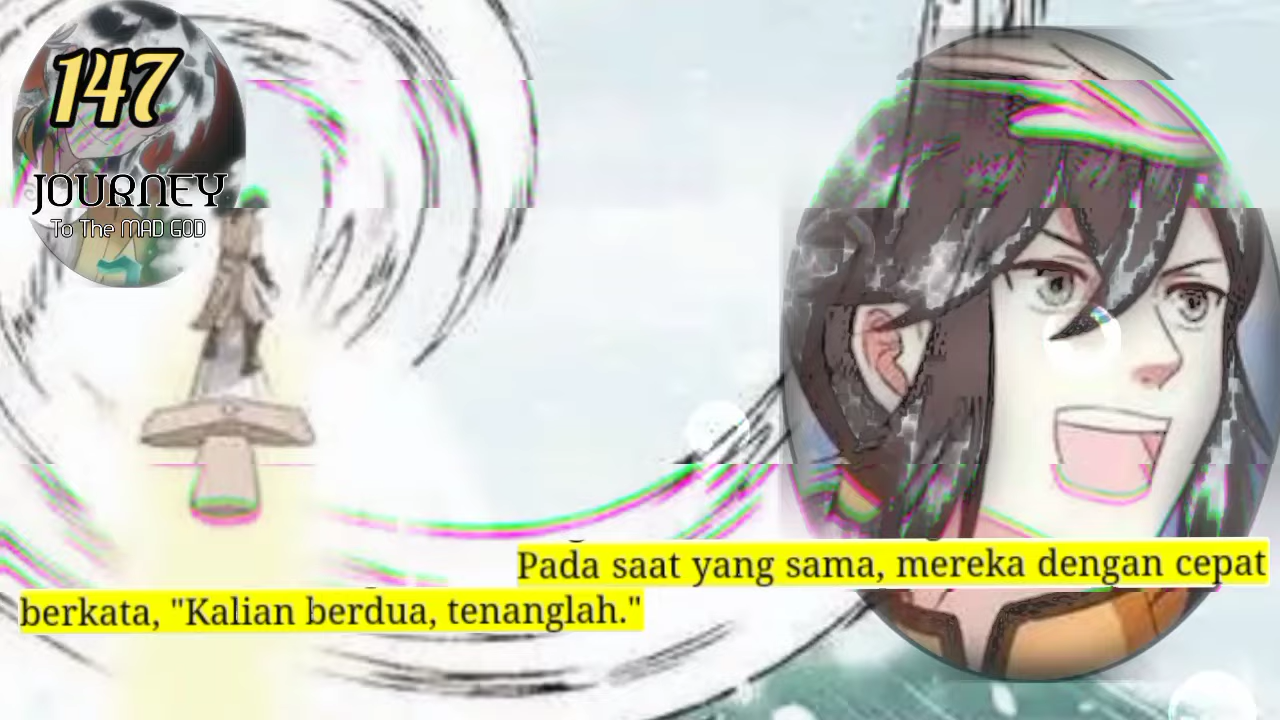 147
JOURNEY
To The MAD GOD
Pada saat yang sama, mereka dengan cepat
berkata, "Kalian berdua, tenanglah."